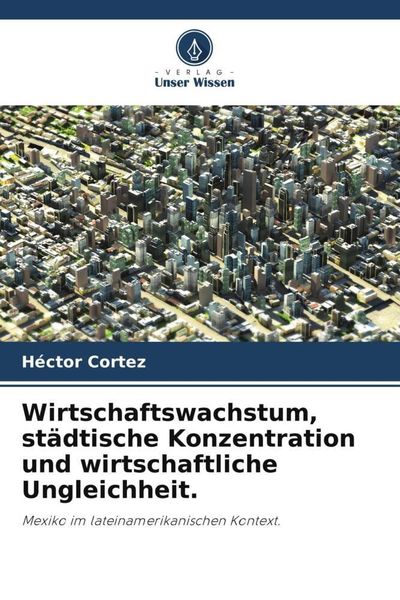 - VERLAG -
Unser Wissen
Héctor Cortez
Wirtschaftswachstum,
städtische Konzentration
und wirtschaftliche
Ungleichheit.
Mexiko im lateinamerikanischen Kontext.